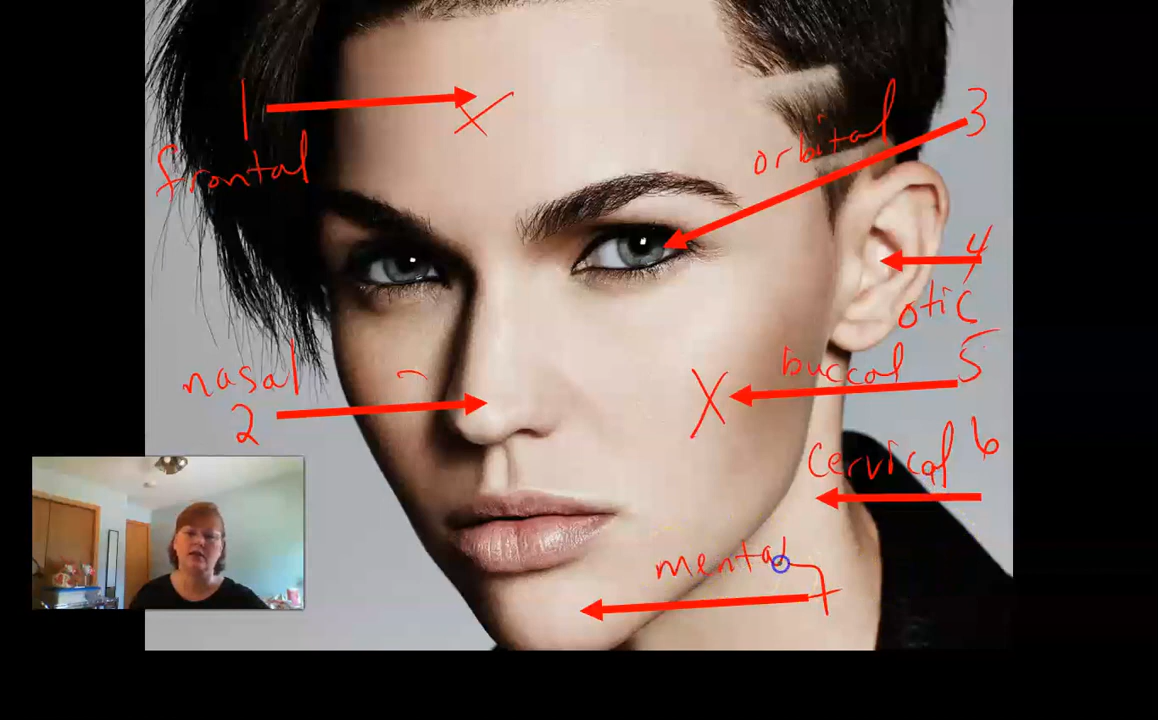 1
frontal
3
orbital
4
otic
nasal
2
buccal 5
cervical 6
mental
7